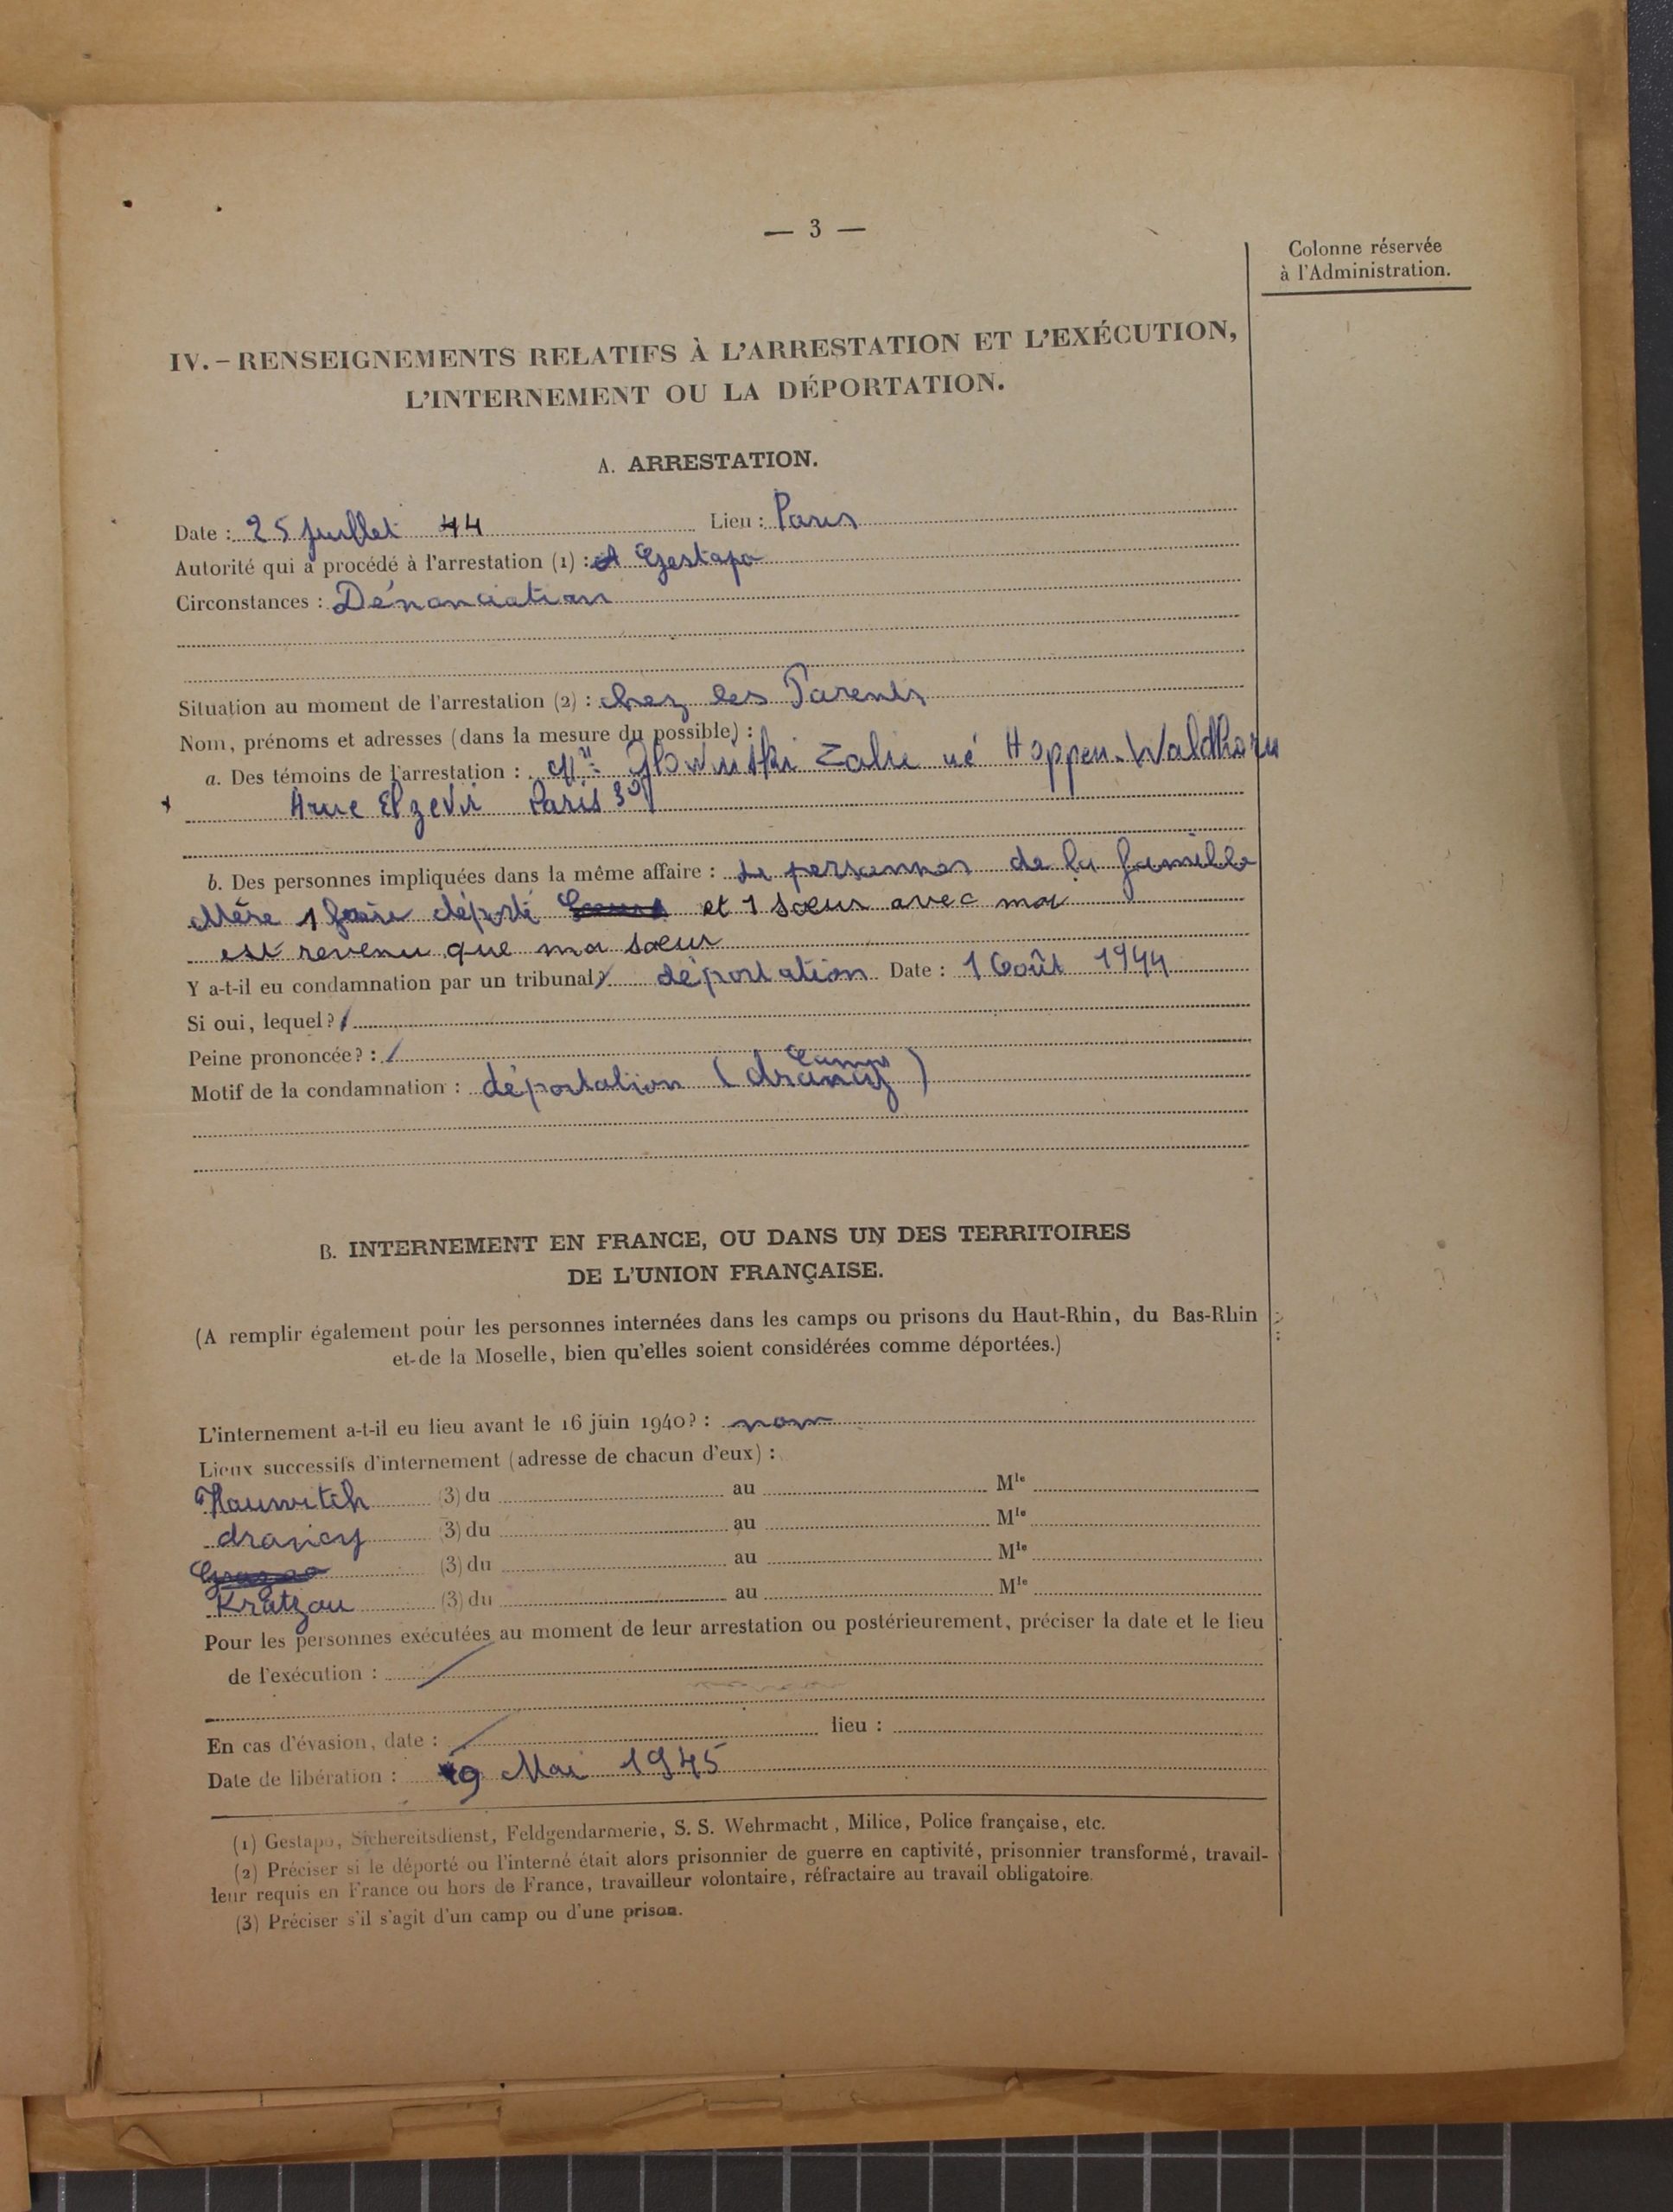 — 3 —
Colonne réservée
à l'Administration.
IV. – RENSEIGNEMENTS RELATIFS À L'ARRESTATION ET L'EXÉCUTION,
L'INTERNEMENT OU LA DÉPORTATION.
A. ARRESTATION.
Date : 25 Juillet 44 Lieu : Paris
Autorité qui a procédé à l'arrestation (1) : Gestapo
Circonstances : Dénonciation
Situation au moment de l'arrestation (2) : chez les Parents
Nom, prénoms et adresses (dans la mesure du possible) :
a. Des témoins de l'arrestation : Glowinski né Hoppen-Waldhorn
rue Elzevir Paris 3e
b. Des personnes impliquées dans la même affaire : personnes de la famille
Mère 1 déporté et 1 sœur avec moi
est revenu que ma sœur
Y a-t-il eu condamnation par un tribunal? déportation Date : 1 Août 1944
Si oui, lequel? /
Peine prononcée? : /
Motif de la condamnation : déportation (Camp drancy)
B. INTERNEMENT EN FRANCE, OU DANS UN DES TERRITOIRES
DE L'UNION FRANÇAISE.
(A remplir également pour les personnes internées dans les camps ou prisons du Haut-Rhin, du Bas-Rhin
et de la Moselle, bien qu'elles soient considérées comme déportées.)
L'internement a-t-il eu lieu avant le 16 juin 1940? : non
Lieux successifs d'internement (adresse de chacun d'eux) :
(3) du au Mle
drancy (3) du au Mle
(3) du au Mle
Kratzau (3) du au Mle
Pour les personnes exécutées au moment de leur arrestation ou postérieurement, préciser la date et le lieu
de l'exécution : /
En cas d'évasion, date : / lieu :
Date de libération : 9 Mai 1945
(1) Gestapo, Sichereitsdienst, Feldgendarmerie, S. S. Wehrmacht, Milice, Police française, etc.
(2) Préciser si le déporté ou l'interné était alors prisonnier de guerre en captivité, prisonnier transformé, travail-
leur requis en France ou hors de France, travailleur volontaire, réfractaire au travail obligatoire.
(3) Préciser s'il s'agit d'un camp ou d'une prison.